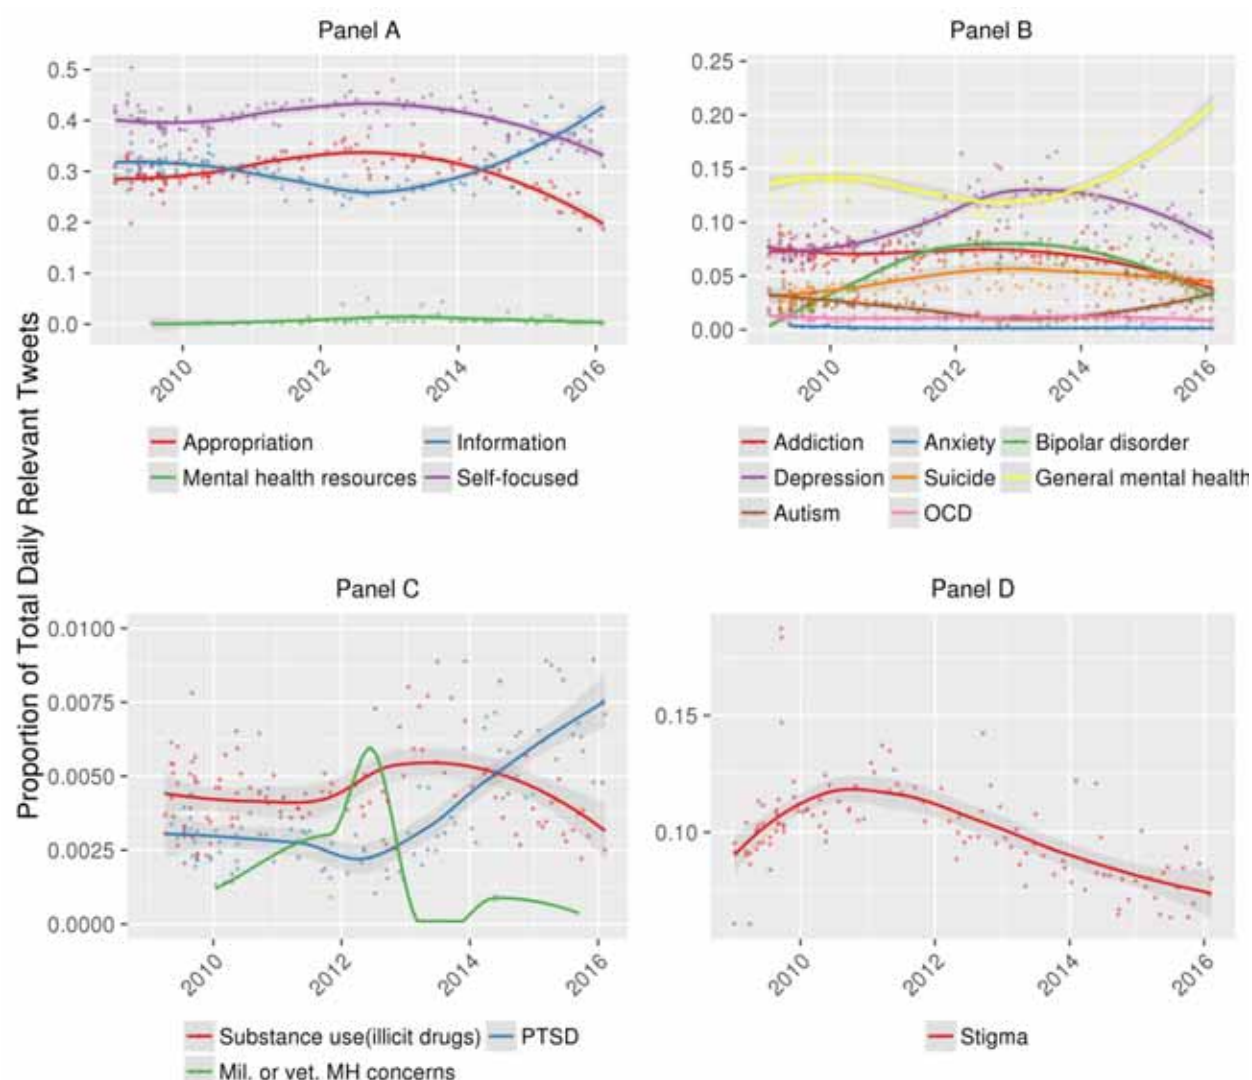 Panel A
0.5
0.4
0.3
0.2
0.1
0.0
2010
2012
2014
2016
Appropriation
Information
Mental health resources
Self-focused
Panel B
0.25
0.20
0.15
0.10
0.05
0.00
2010
2012
2014
2016
Addiction
Anxiety
Bipolar disorder
Depression
Suicide
General mental health
Autism
OCD
Proportion of Total Daily Relevant Tweets
Panel C
0.0100
0.0075
0.0050
0.0025
0.0000
2010
2012
2014
2016
Substance use(illicit drugs)
PTSD
Mil. or vet. MH concerns
Panel D
0.15
0.10
2010
2012
2014
2016
Stigma